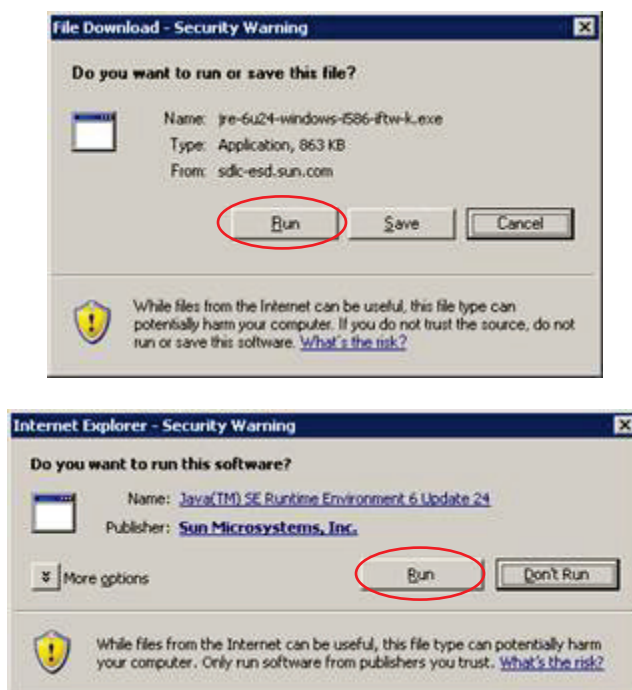 File Download - Security Warning
Do you want to run or save this file?
Name: jre-6u24-windows-i586-iftw-k.exe
Type: Application, 863 KB
From: sdlc-esd.sun.com
Run Save Cancel
While files from the Internet can be useful, this file type can
potentially harm your computer. If you do not trust the source, do not
run or save this software. What's the risk?
Internet Explorer - Security Warning
Do you want to run this software?
Name: Java(TM) SE Runtime Environment 6 Update 24
Publisher: Sun Microsystems, Inc.
More options Run Don't Run
While files from the Internet can be useful, this file type can potentially harm
your computer. Only run software from publishers you trust. What's the risk?